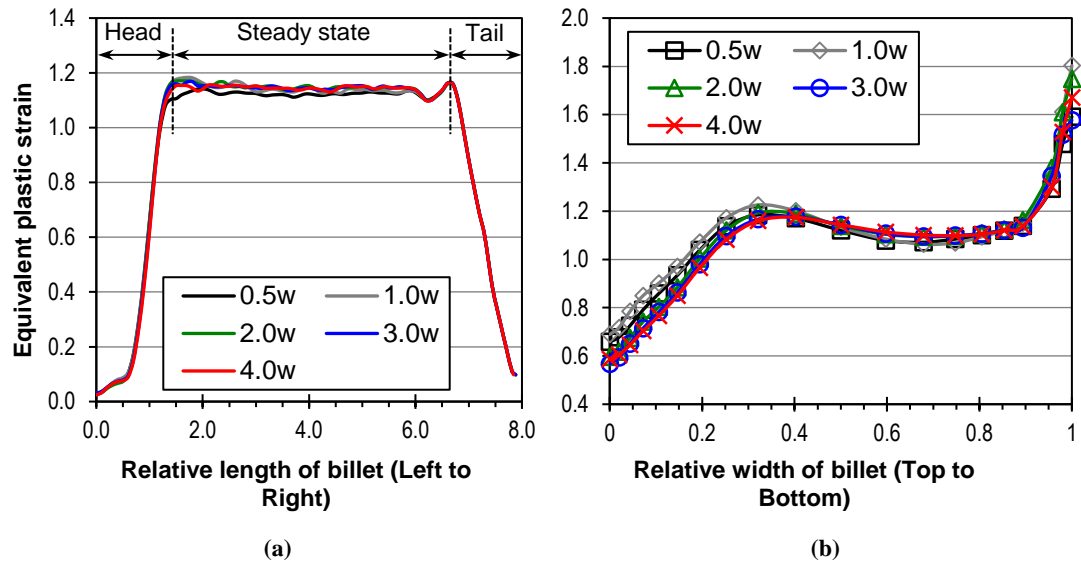 Head Steady state Tail
1.4
1.2
1.0
0.8
0.6
0.4
0.2
0.0
Equivalent plastic strain
0.5w 1.0w
2.0w 3.0w
4.0w
0.0 2.0 4.0 6.0 8.0
Relative length of billet (Left to
Right)
(a)
2.0
1.8
1.6
1.4
1.2
1.0
0.8
0.6
0.4
0.5w 1.0w
2.0w 3.0w
4.0w
0 0.2 0.4 0.6 0.8 1
Relative width of billet (Top to
Bottom)
(b)